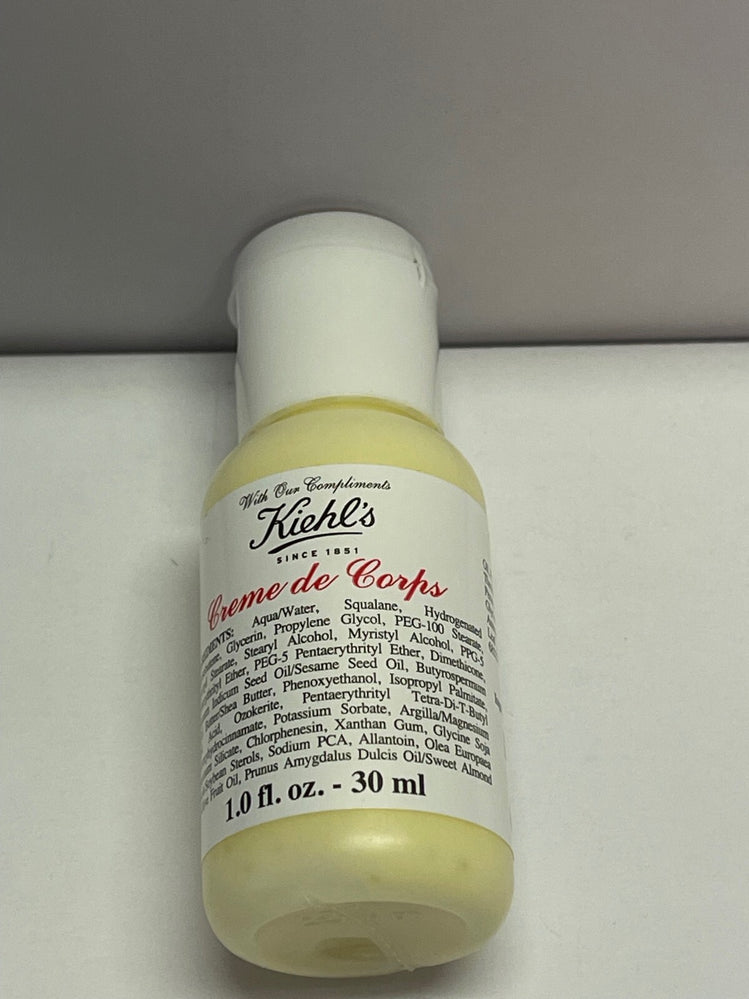 With Our Compliments
Kiehl's
SINCE 1851
Creme de Corps
Aqua/Water, Squalane, Hydrogenated
Glycerin, Propylene Glycol, PEG-100 Stearate,
Stearate, Stearyl Alcohol, Myristyl Alcohol, PPG-5
Ether, PEG-5 Pentaerythrityl Ether, Dimethicone,
Indicum Seed Oil/Sesame Seed Oil, Butyrospermum
Butter/Shea Butter, Phenoxyethanol, Isopropyl Palmitate,
Acid, Ozokerite, Pentaerythrityl Tetra-Di-T-Butyl
Potassium Sorbate, Argilla/Magnesium
Silicate, Chlorphenesin, Xanthan Gum, Glycine Soja
Sterols, Sodium PCA, Allantoin, Olea Europaea
Fruit Oil, Prunus Amygdalus Dulcis Oil/Sweet Almond
1.0 fl. oz. - 30 ml